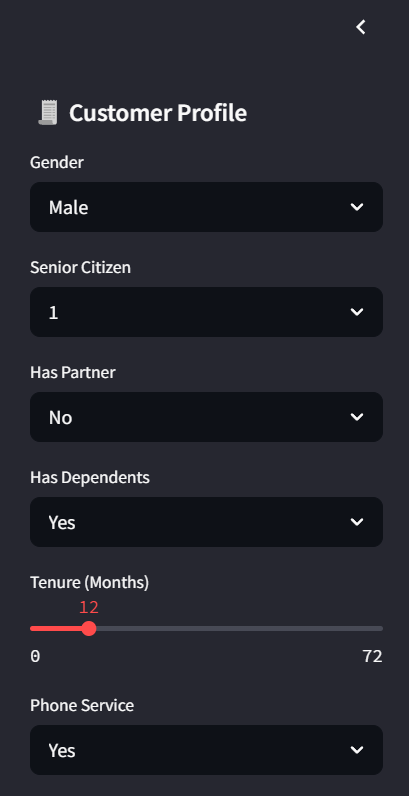 Customer Profile
Gender
Male
Senior Citizen
1
Has Partner
No
Has Dependents
Yes
Tenure (Months)
12
0 72
Phone Service
Yes